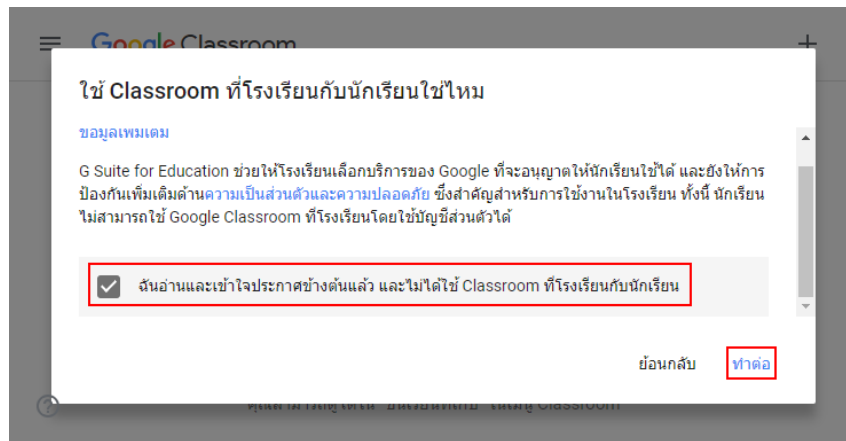 Google Classroom
ใช้ Classroom ที่โรงเรียนกับนักเรียนใช่ไหม
ขอมูลเพมเตม
G Suite for Education ช่วยให้โรงเรียนเลือกบริการของ Google ที่จะอนุญาตให้นักเรียนใช้ได้ และยังให้การ
ป้องกันเพิ่มเติมด้านความเป็นส่วนตัวและความปลอดภัย ซึ่งสำคัญสำหรับการใช้งานในโรงเรียน ทั้งนี้ นักเรียน
ไม่สามารถใช้ Google Classroom ที่โรงเรียนโดยใช้บัญชีส่วนตัวได้
ฉันอ่านและเข้าใจประกาศข้างต้นแล้ว และไม่ได้ใช้ Classroom ที่โรงเรียนกับนักเรียน
ย้อนกลับ ทำต่อ
Classroom